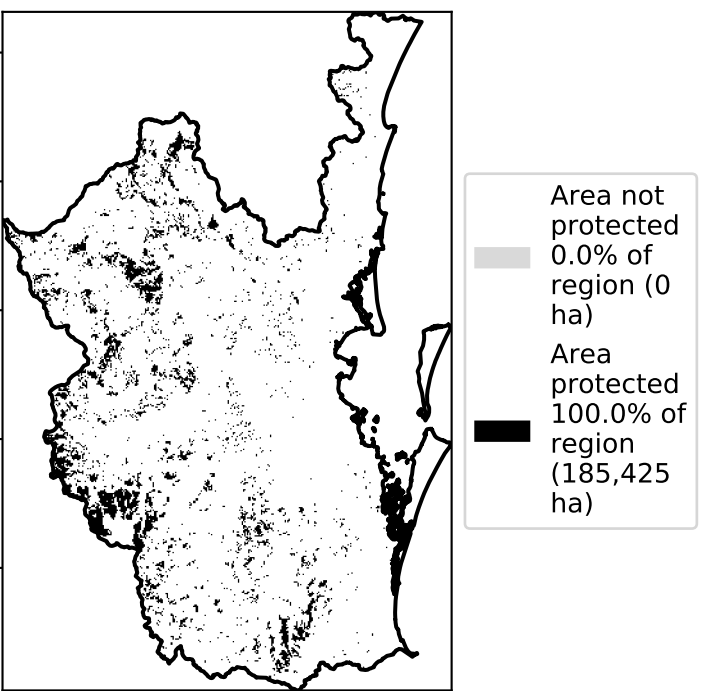 Area not
protected
0.0% of
region (0
ha)
Area
protected
100.0% of
region
(185,425
ha)